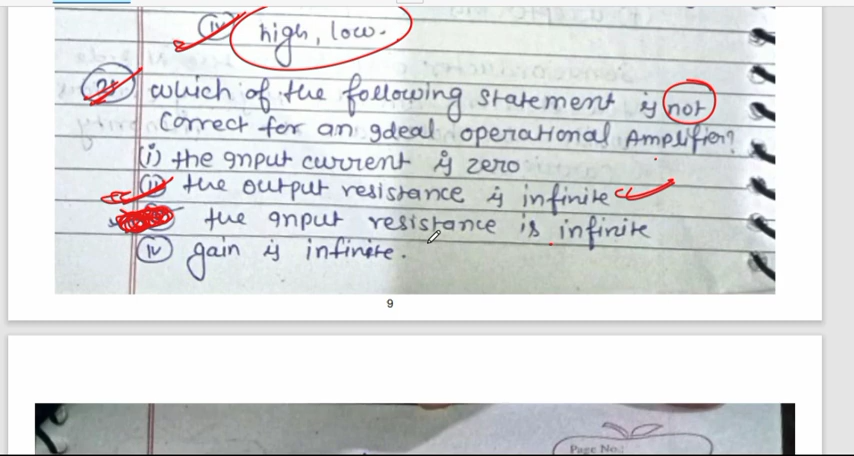 (iv) high, low.
which of the following statement is not
correct for an ideal operational Amplifier?
(i) the input current is zero
(ii) the output resistance is infinite
the input resistance is infinite
(iv) gain is infinite.
9
Page No.: